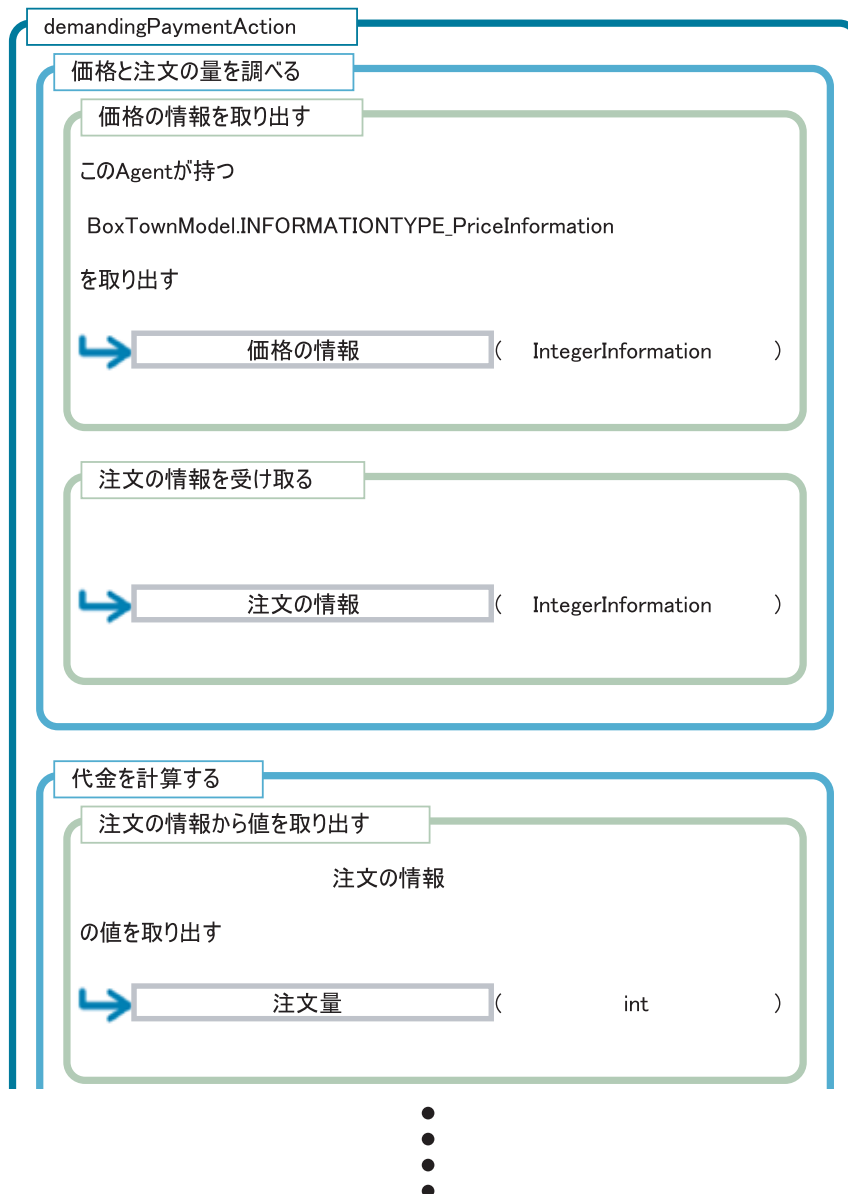 demandingPaymentAction
価格と注文の量を調べる
価格の情報を取り出す
このAgentが持つ
BoxTownModel.INFORMATIONTYPE_PriceInformation
を取り出す
価格の情報 ( IntegerInformation )
注文の情報を受け取る
注文の情報 ( IntegerInformation )
代金を計算する
注文の情報から値を取り出す
注文の情報
の値を取り出す
注文量 ( int )